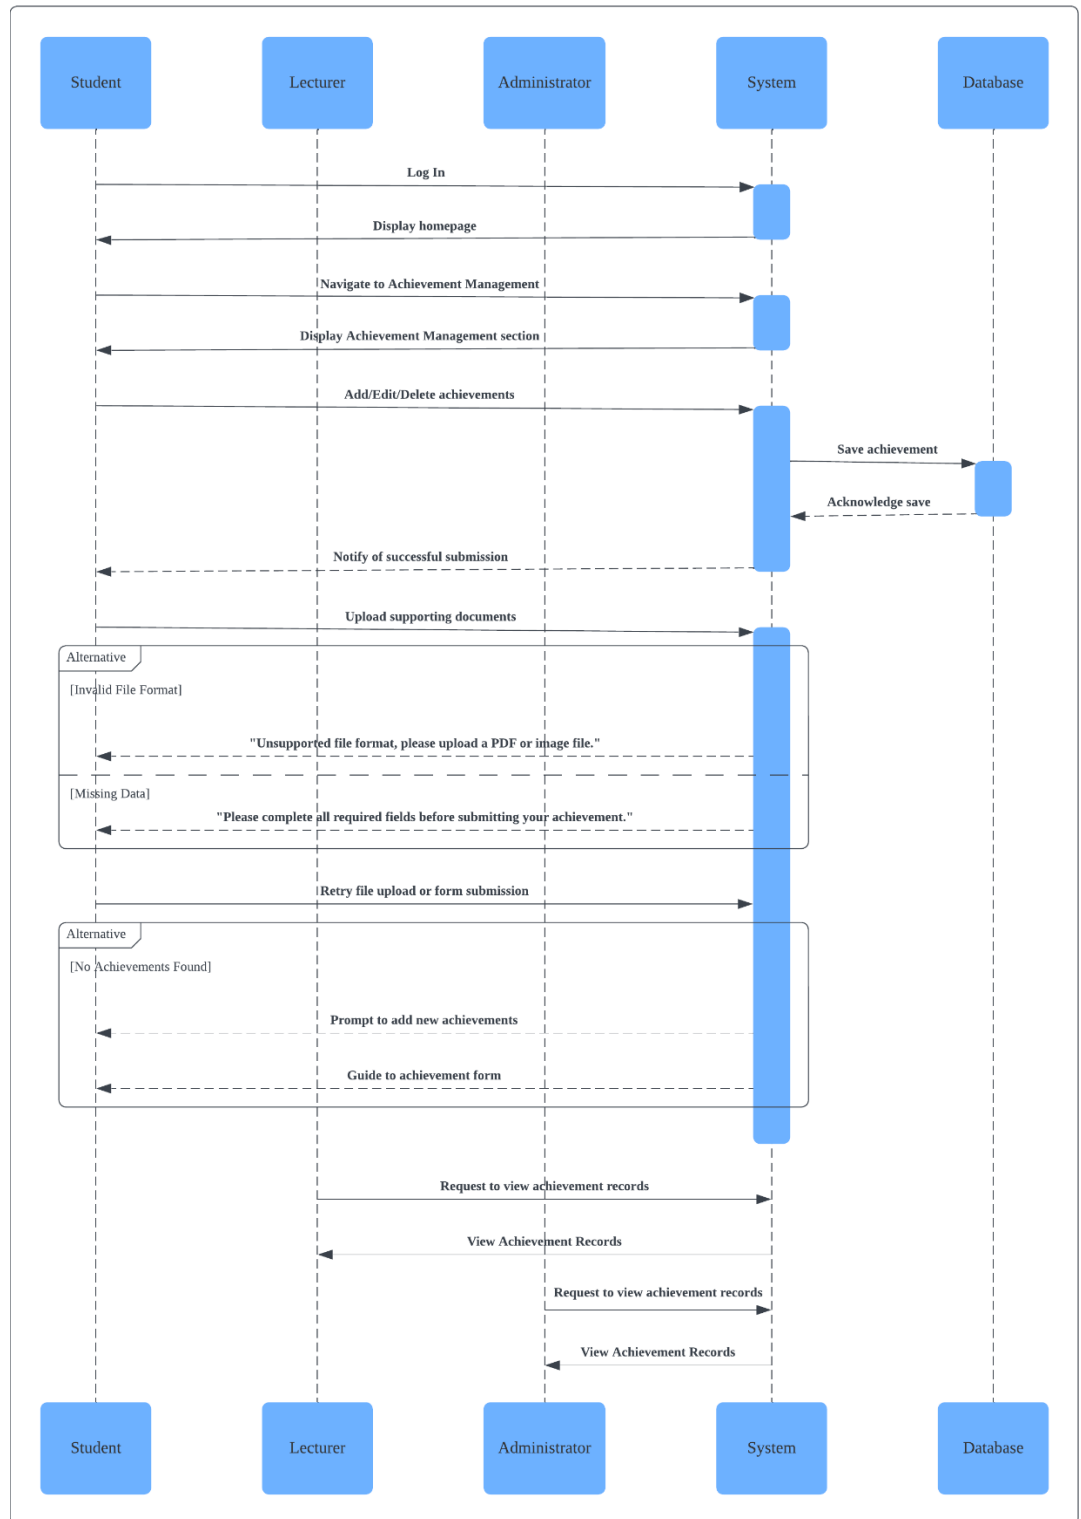 Student
Lecturer
Administrator
System
Database
Log In
Display homepage
Navigate to Achievement Management
Display Achievement Management section
Add/Edit/Delete achievements
Save achievement
Acknowledge save
Notify of successful submission
Upload supporting documents
Alternative
[Invalid File Format]
"Unsupported file format, please upload a PDF or image file."
[Missing Data]
"Please complete all required fields before submitting your achievement."
Retry file upload or form submission
Alternative
[No Achievements Found]
Prompt to add new achievements
Guide to achievement form
Request to view achievement records
View Achievement Records
Request to view achievement records
View Achievement Records
Student
Lecturer
Administrator
System
Database